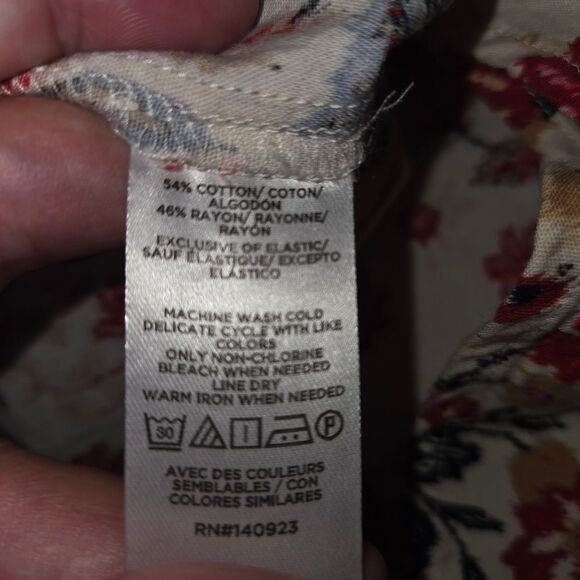 54% COTTON/ COTON/
ALGODÓN
46% RAYON/ RAYONNE/
RAYÓN
EXCLUSIVE OF ELASTIC/
SAUF ÉLASTIQUE/ EXCEPTO
ELÁSTICO
MACHINE WASH COLD
DELICATE CYCLE WITH LIKE
COLORS
ONLY NON-CHLORINE
BLEACH WHEN NEEDED
LINE DRY
WARM IRON WHEN NEEDED
30 P
AVEC DES COULEURS
SEMBLABLES / CON
COLORES SIMILARES
RN#140923